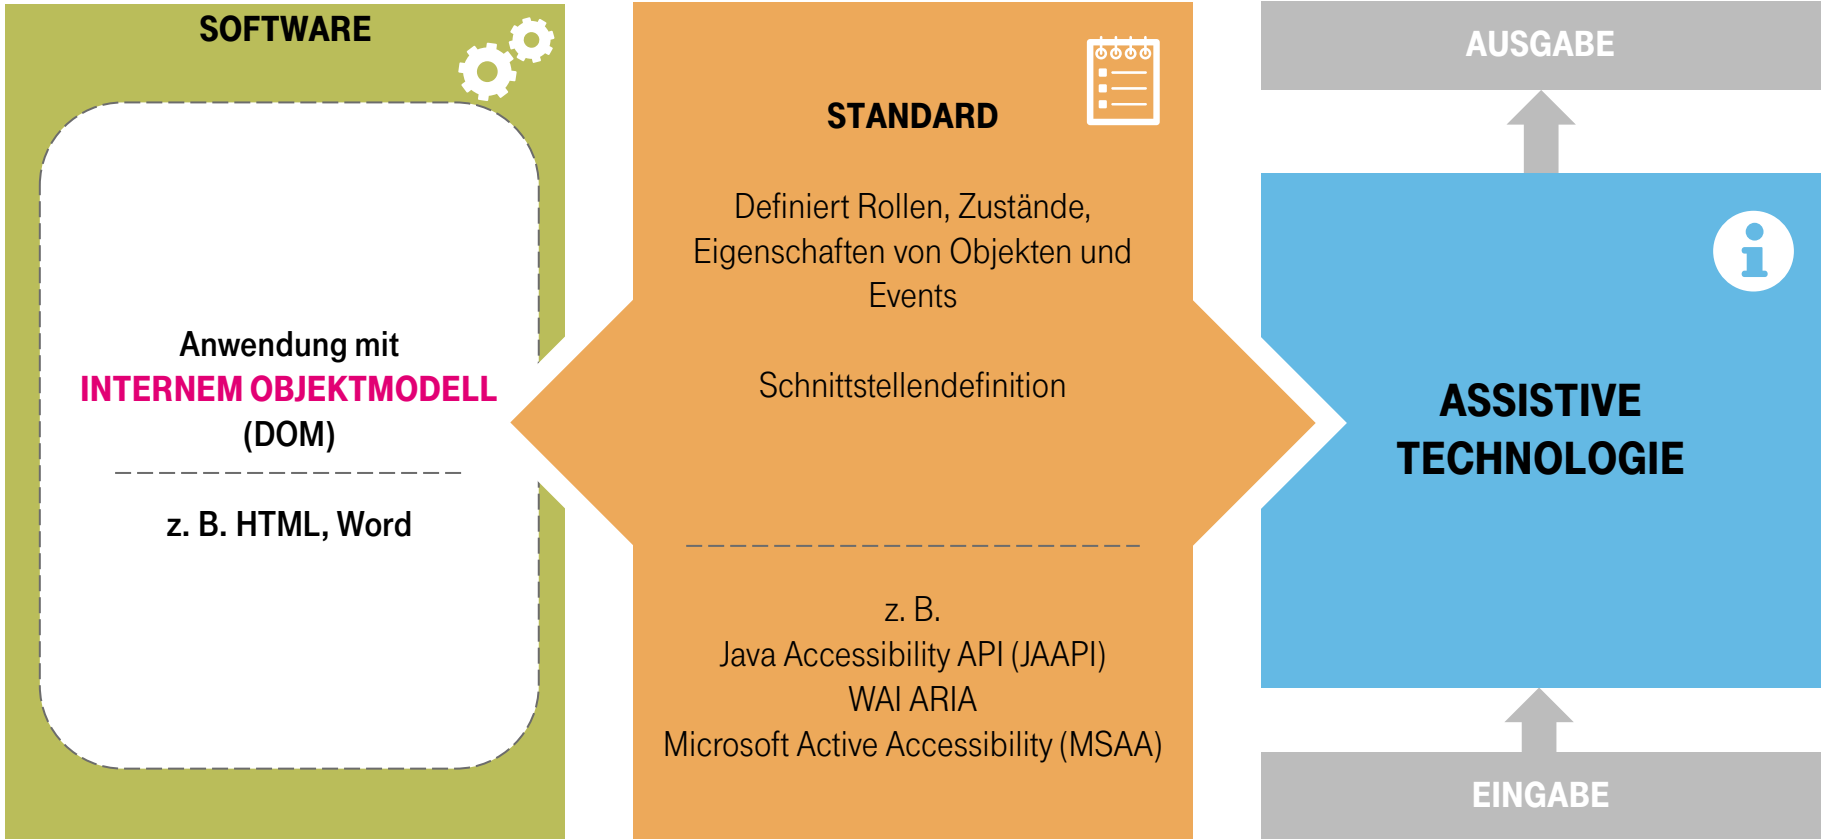 SOFTWARE
Anwendung mit
INTERNEM OBJEKTMODELL
(DOM)
z. B. HTML, Word
STANDARD
Definiert Rollen, Zustände,
Eigenschaften von Objekten und
Events
Schnittstellendefinition
z. B.
Java Accessibility API (JAAPI)
WAI ARIA
Microsoft Active Accessibility (MSAA)
AUSGABE
ASSISTIVE
TECHNOLOGIE
EINGABE